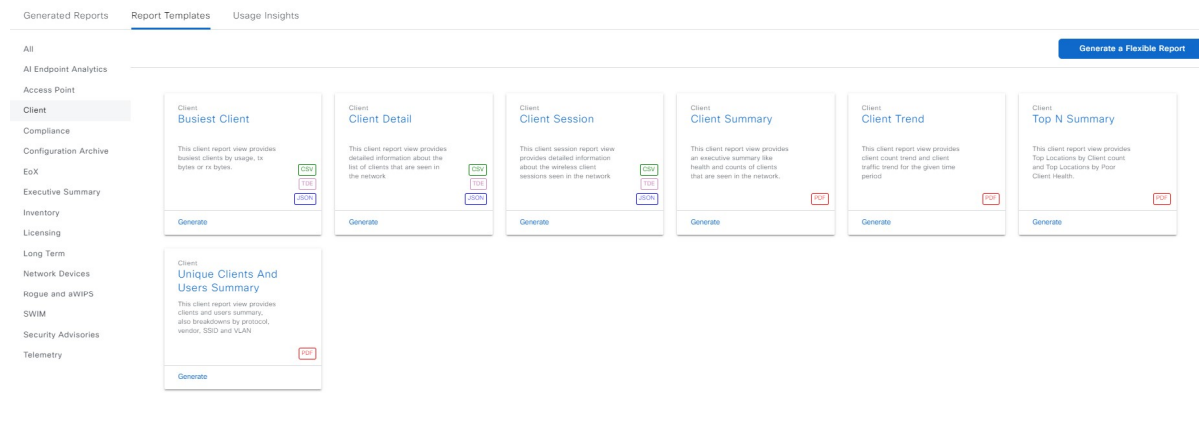 Generated Reports
Report Templates
Usage Insights
All
AI Endpoint Analytics
Access Point
Client
Compliance
Configuration Archive
EoX
Executive Summary
Inventory
Licensing
Long Term
Network Devices
Rogue and aWIPS
SWIM
Security Advisories
Telemetry
Generate a Flexible Report
Client
Busiest Client
This client report view provides
busiest clients by usage, tx
bytes or rx bytes.
CSV
TDE
JSON
Generate
Client
Client Detail
This client report view provides
detailed information about the
list of clients that are seen in
the network
CSV
TDE
JSON
Generate
Client
Client Session
This client session report view
provides detailed information
about the wireless client
sessions seen in the network
CSV
TDE
JSON
Generate
Client
Client Summary
This client report view provides
an executive summary like
health and counts of clients
that are seen in the network.
PDF
Generate
Client
Client Trend
This client report view provides
client count trend and client
traffic trend for the given time
period
PDF
Generate
Client
Top N Summary
This client report view provides
Top Locations by Client count
and Top Locations by Poor
Client Health.
PDF
Generate
Client
Unique Clients And
Users Summary
This client report view provides
clients and users summary,
also breakdowns by protocol,
vendor, SSID and VLAN
PDF
Generate